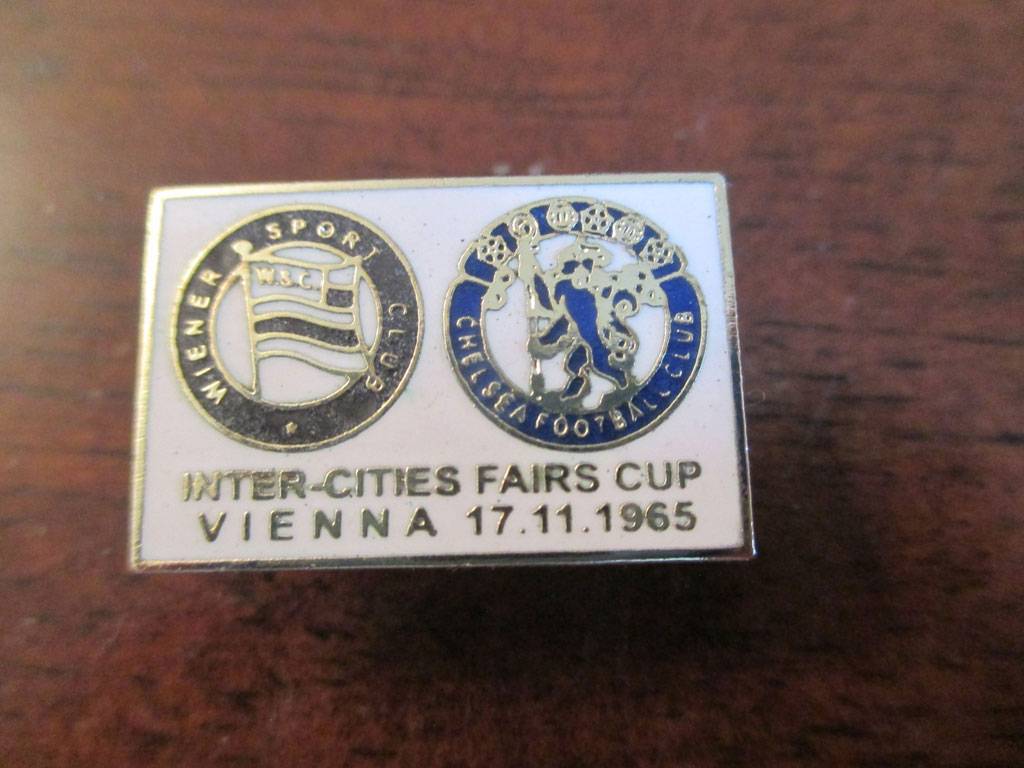 WIENER SPORT CLUB
W.S.C.
CHELSEA FOOTBALL CLUB
INTER-CITIES FAIRS CUP
VIENNA 17.11.1965